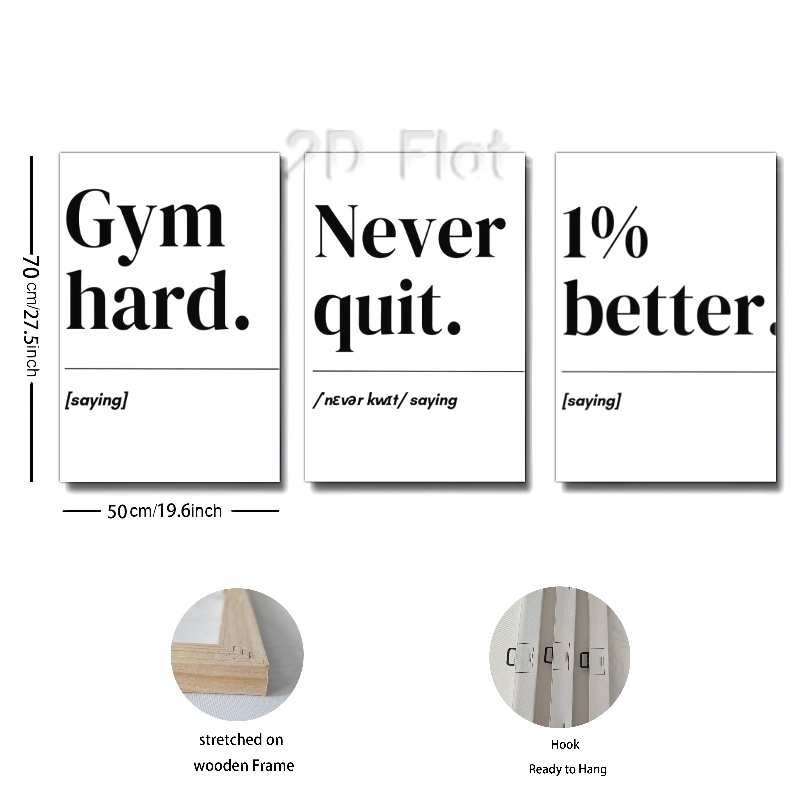 2D Flat
Gym
hard.
[saying]
Never
quit.
/nɛvər kwɪt/ saying
1%
better.
[saying]
70 cm/27.5inch
50cm/19.6inch
stretched on
wooden Frame
Hook
Ready to Hang